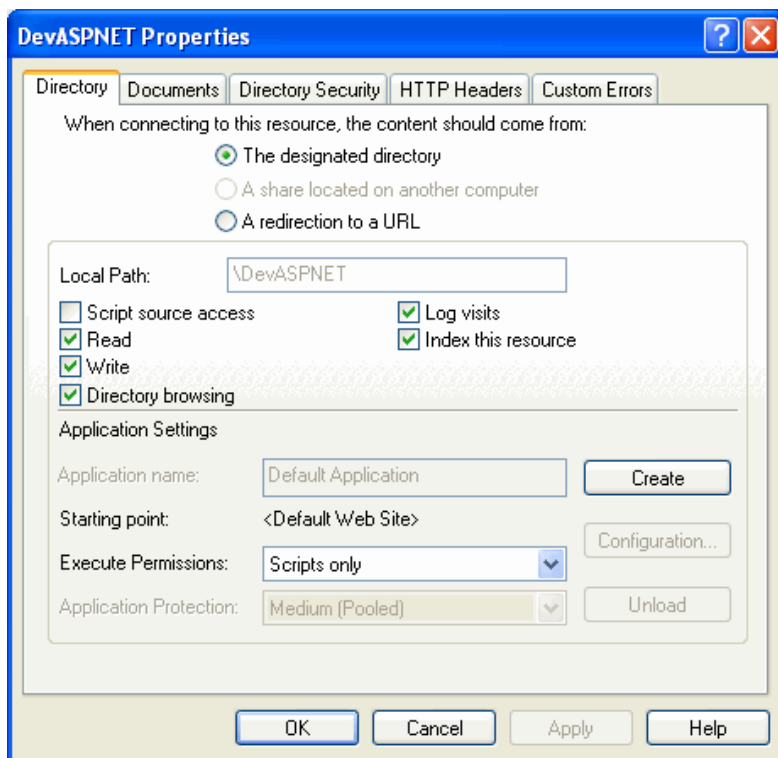 DevASPNET Properties
Directory Documents Directory Security HTTP Headers Custom Errors
When connecting to this resource, the content should come from:
The designated directory
A share located on another computer
A redirection to a URL
Local Path: \DevASPNET
Script source access Log visits
Read Index this resource
Write
Directory browsing
Application Settings
Application name: Default Application Create
Starting point: <Default Web Site>
Configuration...
Execute Permissions: Scripts only
Application Protection: Medium (Pooled) Unload
OK Cancel Apply Help